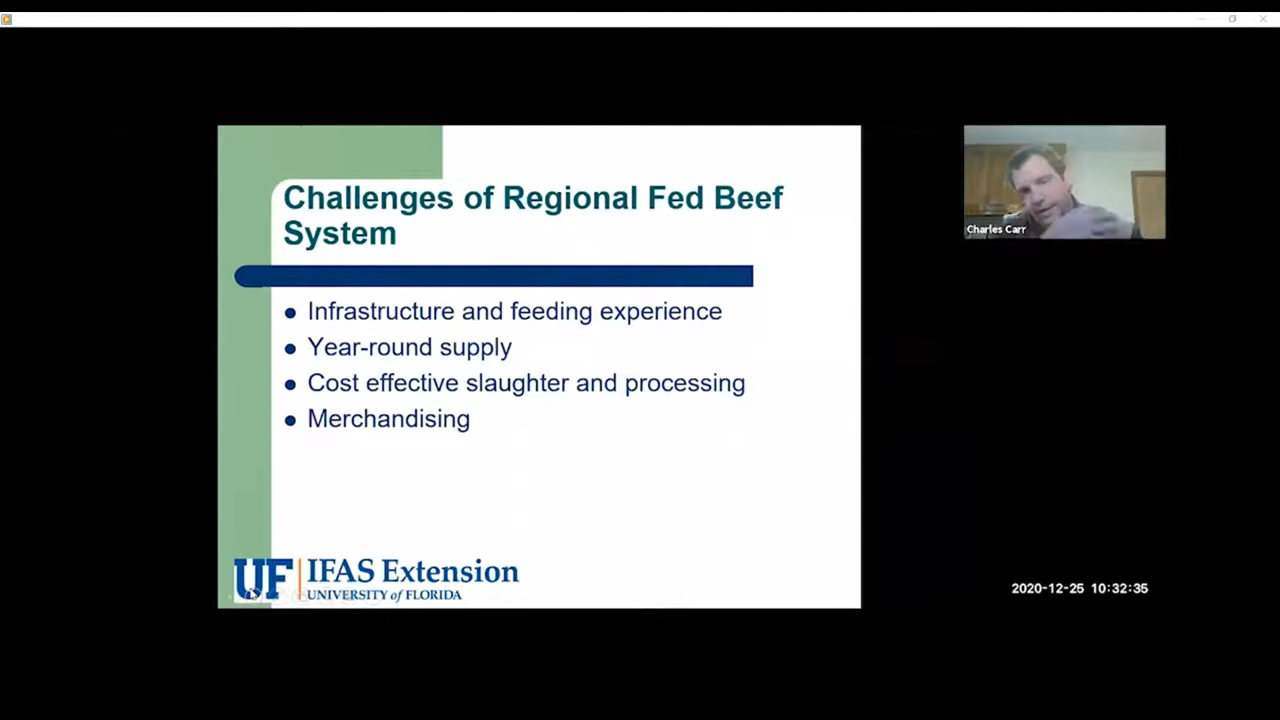 Challenges of Regional Fed Beef
System
Infrastructure and feeding experience
Year-round supply
Cost effective slaughter and processing
Merchandising
UF IFAS Extension
UNIVERSITY of FLORIDA
Charles Carr
2020-12-25 10:32:35